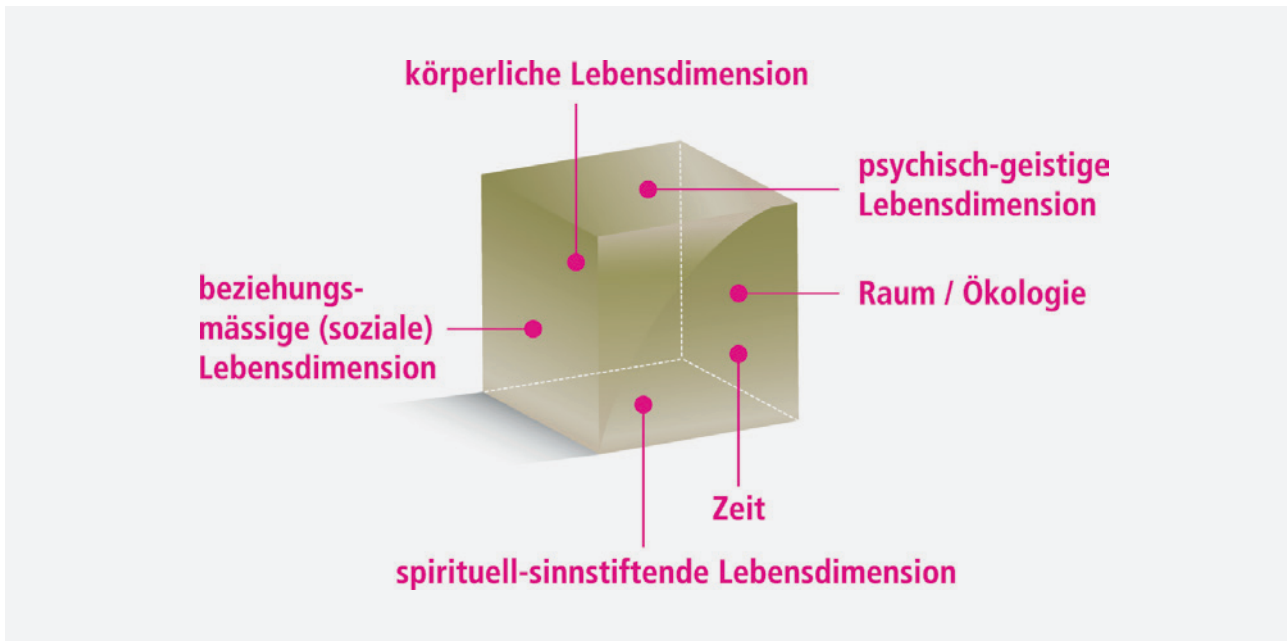 körperliche Lebensdimension
psychisch-geistige
Lebensdimension
beziehungs-
mässige (soziale)
Lebensdimension
Raum / Ökologie
Zeit
spirituell-sinnstiftende Lebensdimension